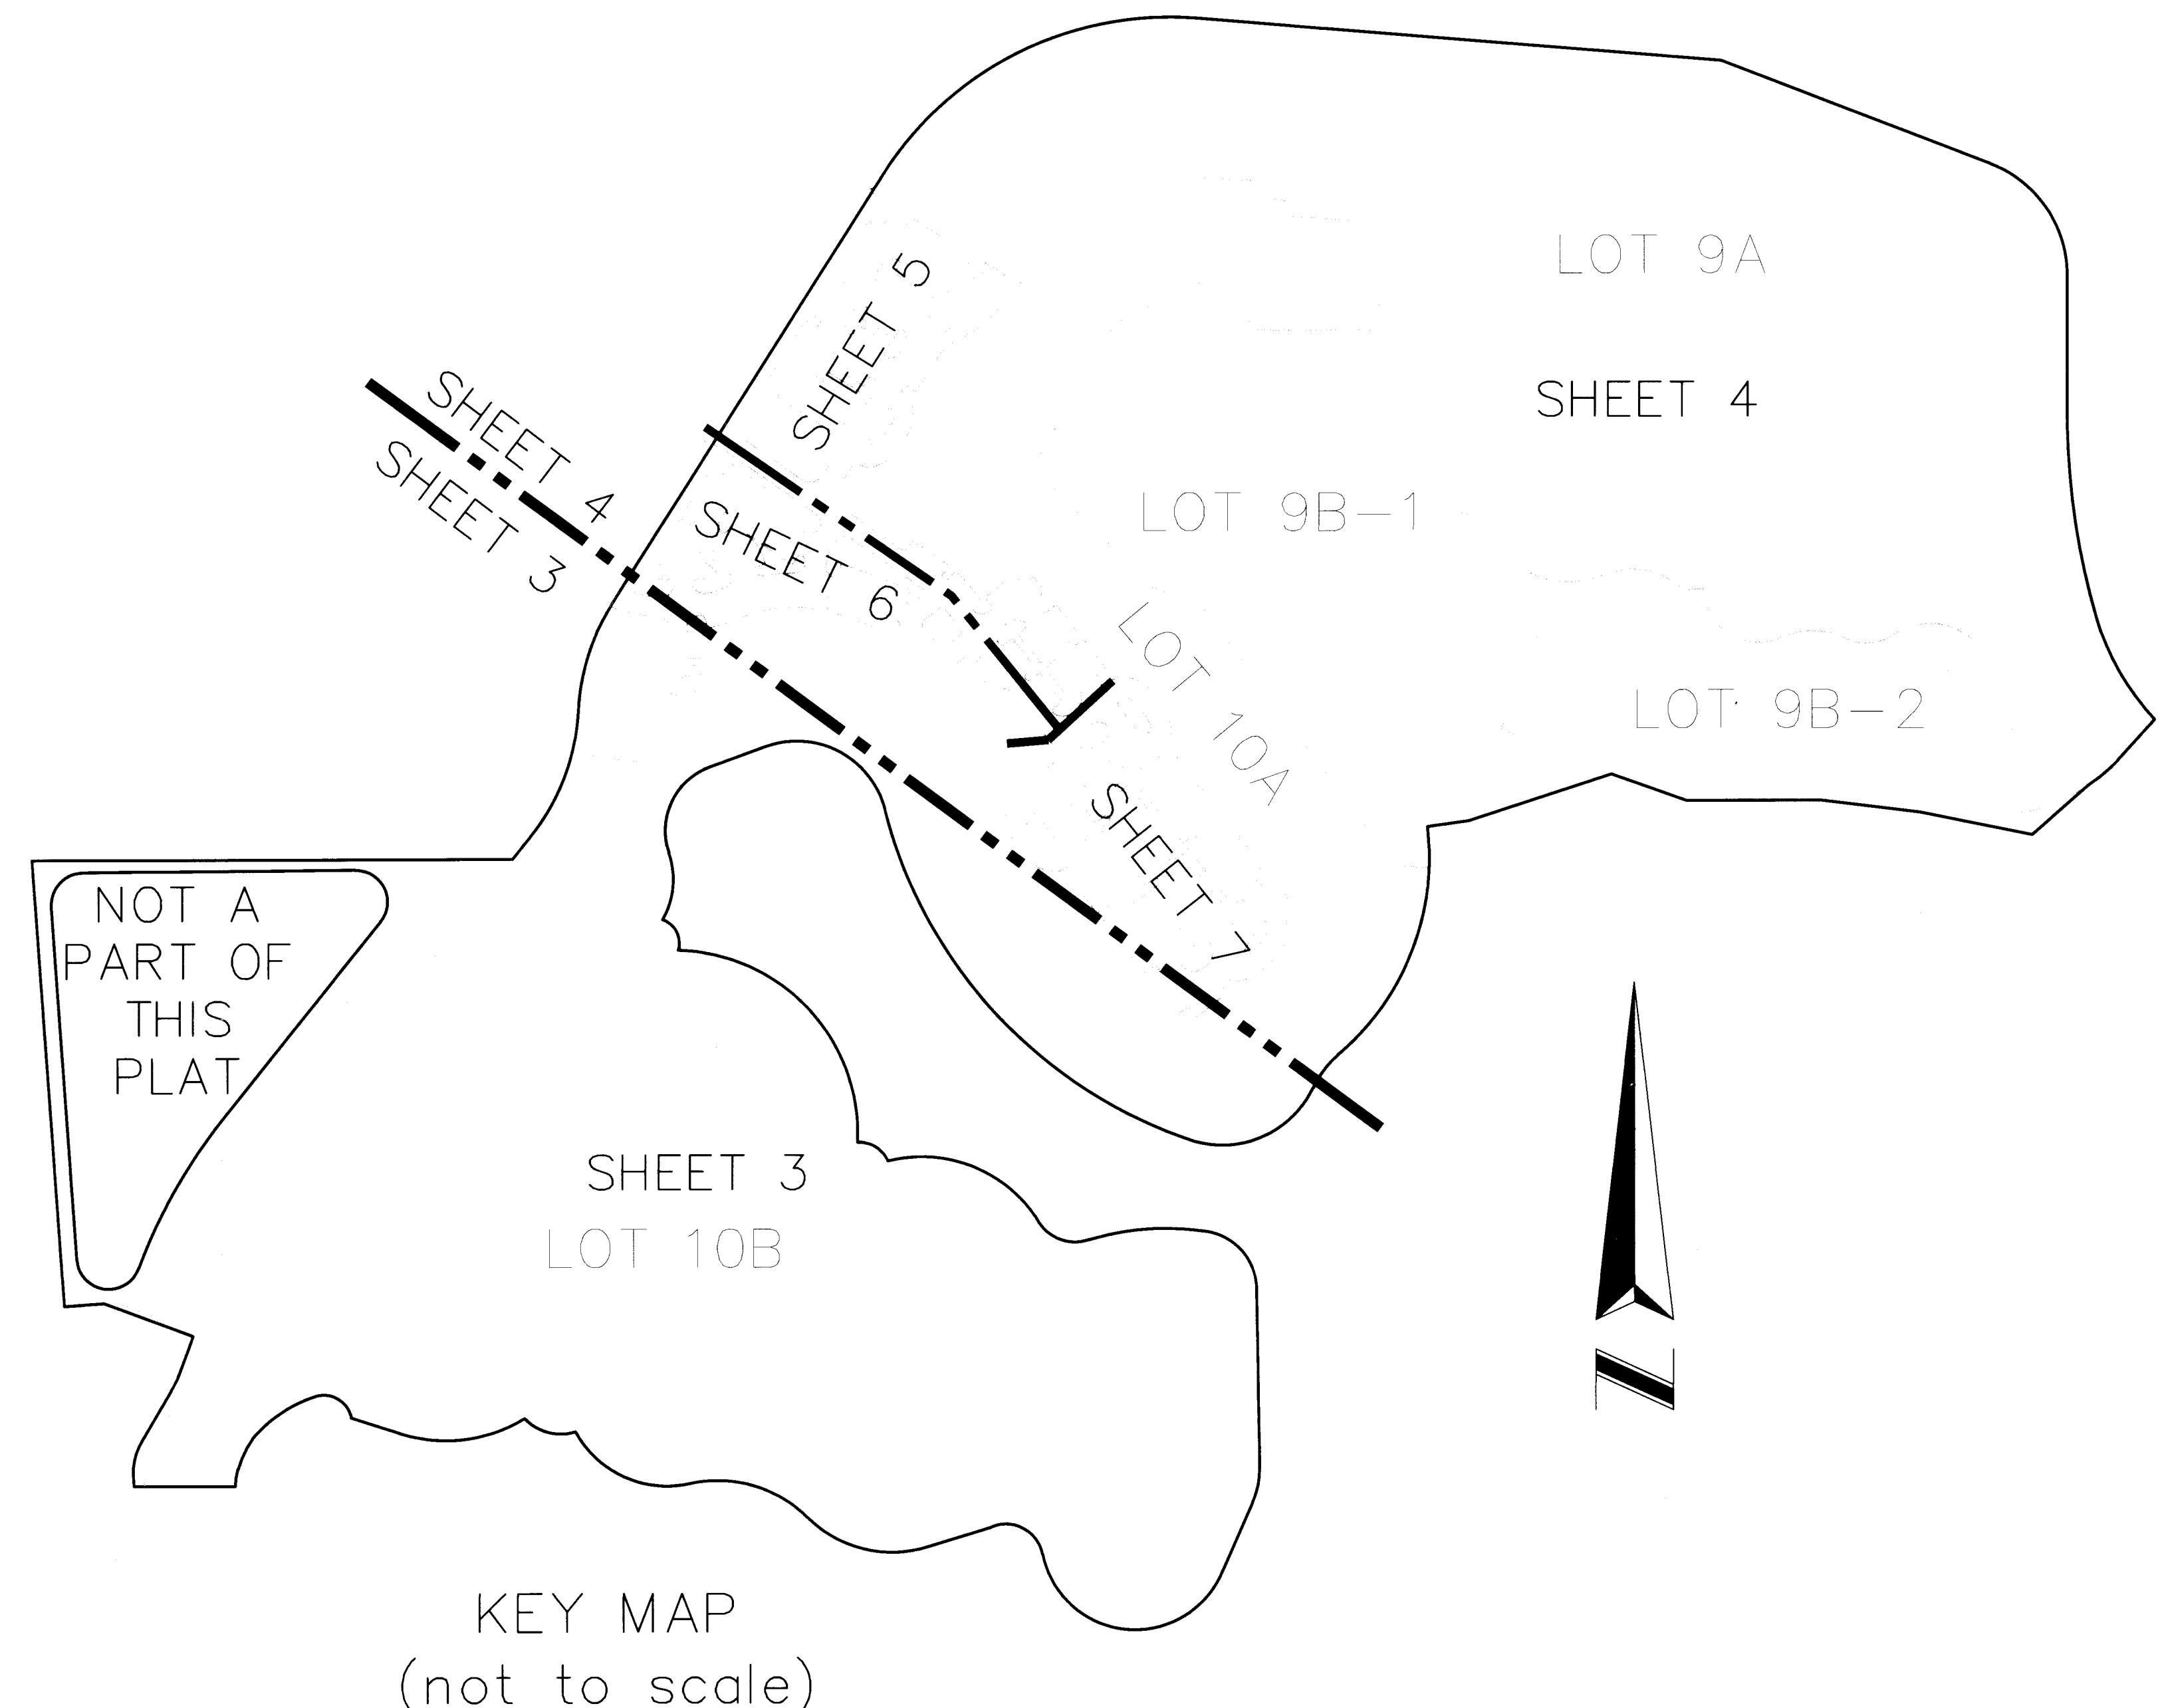 LOT 9A
SHEET 5
SHEET 4
SHEET 4
SHEET 3
LOT 9B-1
SHEET 6
LOT 10A
LOT 9B-2
SHEET 7
NOT A
PART OF
THIS
PLAT
SHEET 3
LOT 10B
N
KEY MAP
(not to scale)